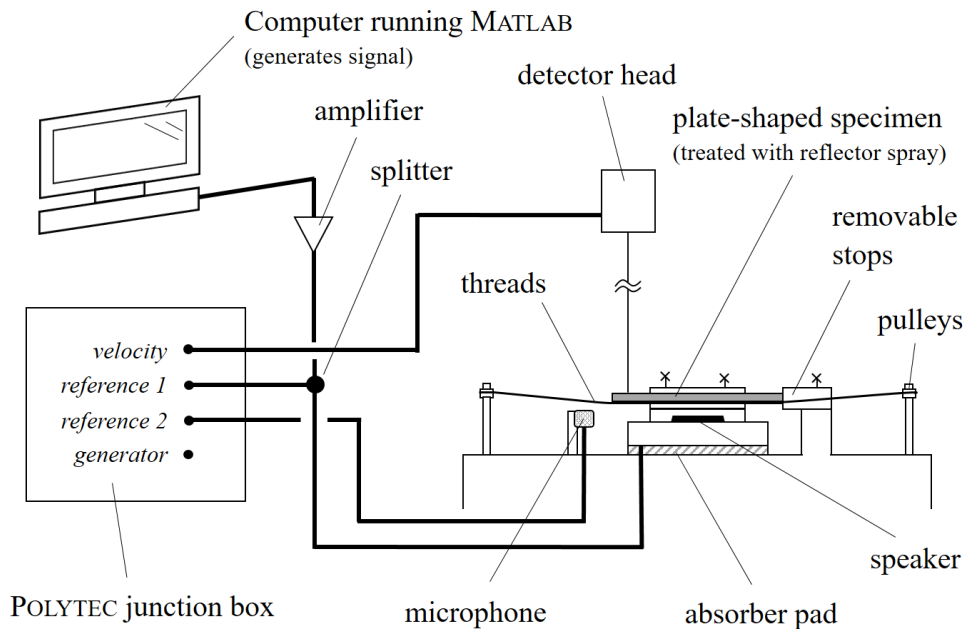 Computer running MATLAB
(generates signal)
amplifier
splitter
detector head
plate-shaped specimen
(treated with reflector spray)
removable
stops
threads
pulleys
velocity
reference 1
reference 2
generator
speaker
POLYTEC junction box
microphone
absorber pad